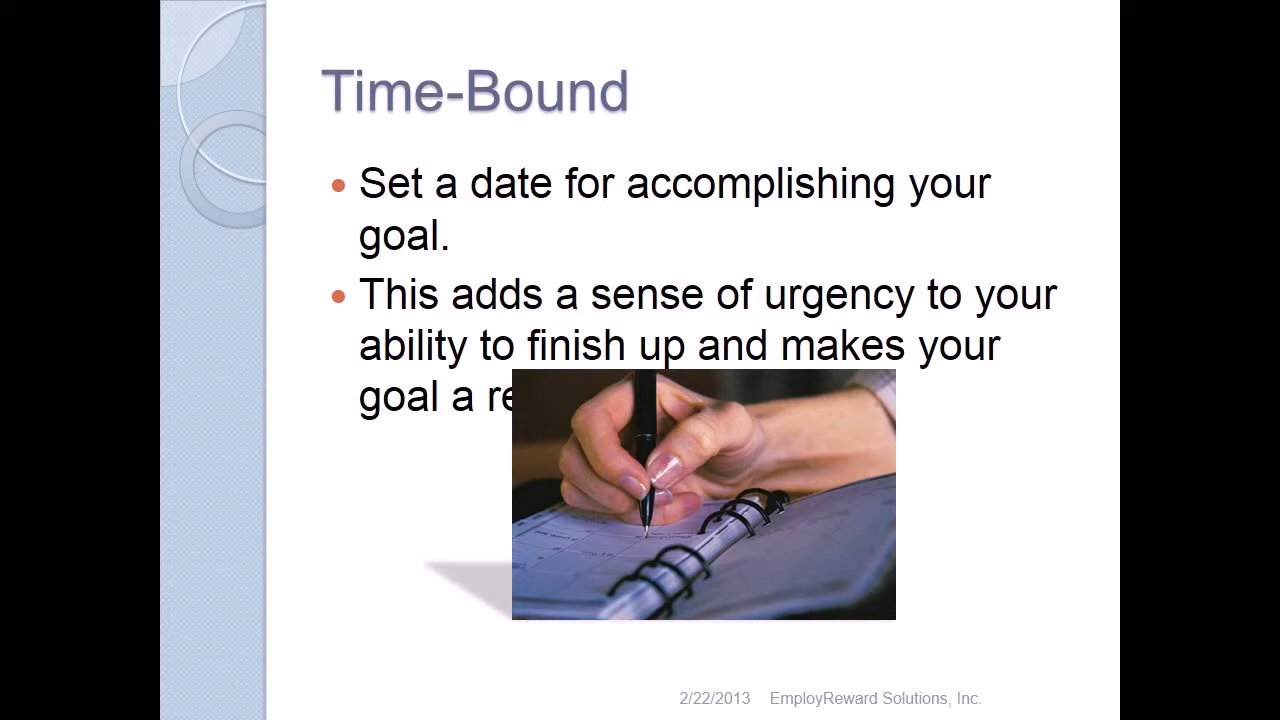 Time-Bound
Set a date for accomplishing your
goal.
This adds a sense of urgency to your
ability to finish up and makes your
goal a
2/22/2013 EmployReward Solutions, Inc.